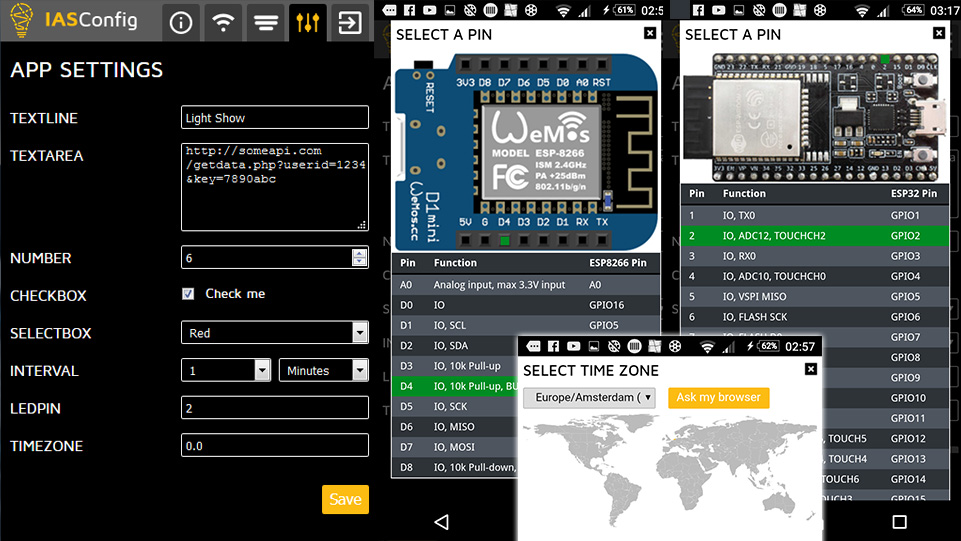 IASConfig
APP SETTINGS
TEXTLINE
Light Show
TEXTAREA
http://someapi.com
/getdata.php?userid=1234
&key=7890abc
NUMBER
6
CHECKBOX
Check me
SELECTBOX
Red
INTERVAL
1
Minutes
LEDPIN
2
TIMEZONE
0.0
Save
61%
02:5
SELECT A PIN
3V3 D8 D7 D6 D5 D0 A0 RST
RESET
WeMos
MODEL ESP-8266
ISM 2.4GHz
PA +25dBm
802.11b/g/n
FC
D1 mini
WeMos.cc
5V G D4 D3 D2 D1 RX TX
Pin Function ESP8266 Pin
A0 Analog input, max 3.3V input A0
D0 IO GPIO16
D1 IO, SCL GPIO5
D2 IO, SDA
D3 IO, 10k Pull-up
D4 IO, 10k Pull-up, BU
D5 IO, SCK
D6 IO, MISO
D7 IO, MOSI
D8 IO, 10k Pull-down,
64%
03:17
SELECT A PIN
Pin Function ESP32 Pin
1 IO, TX0 GPIO1
2 IO, ADC12, TOUCHCH2 GPIO2
3 IO, RX0 GPIO3
4 IO, ADC10, TOUCHCH0 GPIO4
5 IO, VSPI MISO GPIO5
6 IO, FLASH SCK GPIO6
GPIO7
GPIO8
GPIO9
GPIO10
GPIO11
, TOUCH5 GPIO12
, TOUCH4 GPIO13
TOUCH6 GPIO14
GPIO15
62%
02:57
SELECT TIME ZONE
Europe/Amsterdam (
Ask my browser